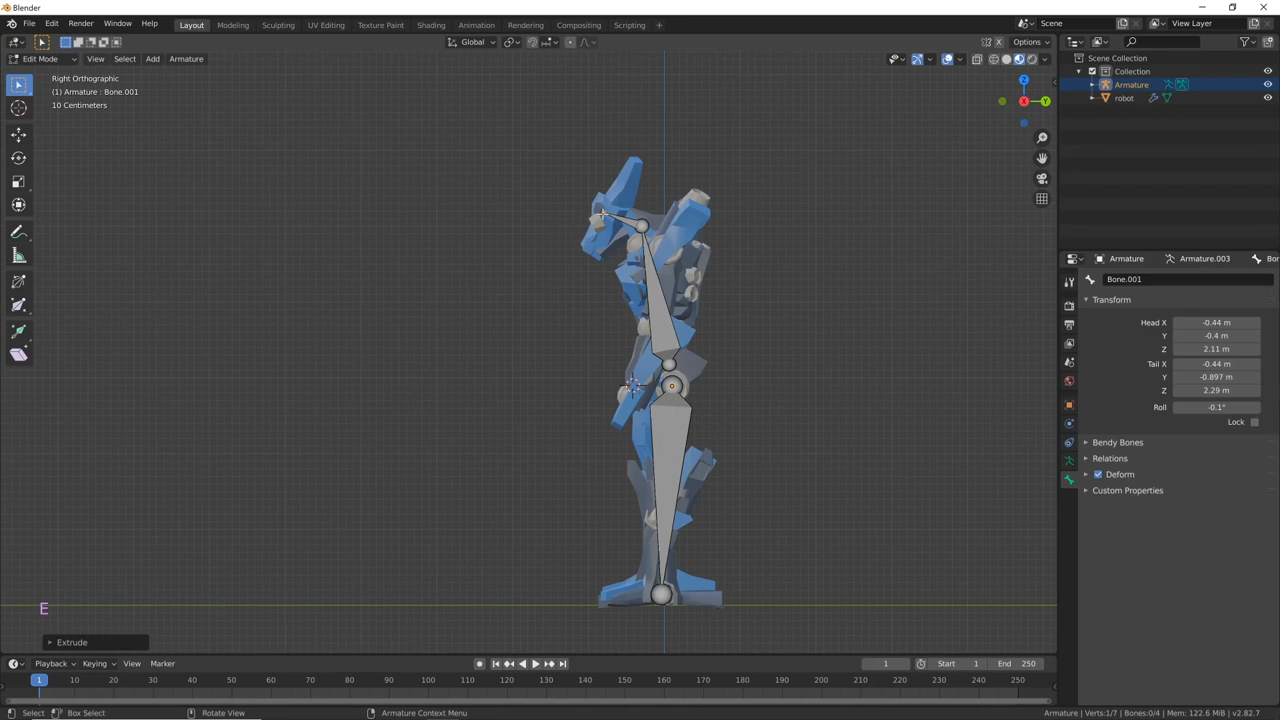 Blender
File Edit Render Window Help Layout Modeling Sculpting UV Editing Texture Paint Shading Animation Rendering Compositing Scripting + Scene View Layer
Global X Options
Edit Mode View Select Add Armature
Scene Collection
Collection
Armature
robot
Right Orthographic
(1) Armature : Bone.001
10 Centimeters
Z
X
Y
Armature Armature.003 Bor
Bone.001
Transform
Head X -0.44 m
Y -0.4 m
Z 2.11 m
Tail X -0.44 m
Y -0.897 m
Z 2.29 m
Roll -0.1°
Lock
Bendy Bones
Relations
Deform
Custom Properties
E
Extrude
Playback Keying View Marker 1 Start 1 End 250
1 10 20 30 40 50 60 70 80 90 100 110 120 130 140 150 160 170 180 190 200 210 220 230 240 250
Select Box Select Rotate View Armature Context Menu Armature | Verts:1/7 | Bones:0/4 | Mem: 122.6 MiB | v2.82.7